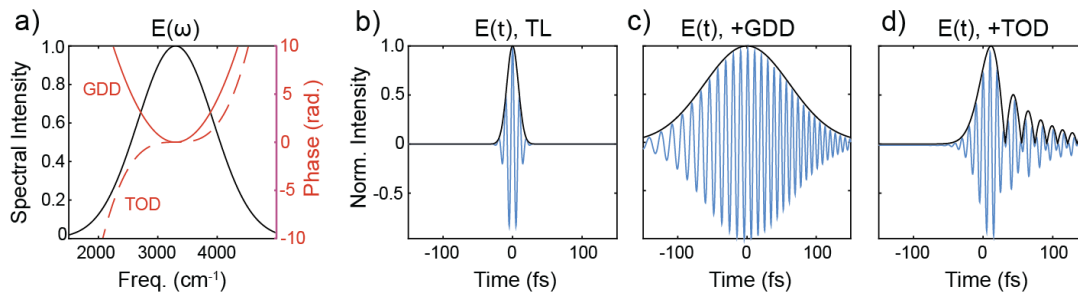 a)
E(ω)
Spectral Intensity
1.0
0.8
0.6
0.4
0.2
0
GDD
TOD
10
5
0
-5
-10
Phase (rad.)
2000 3000 4000
Freq. (cm⁻¹)
b)
E(t), TL
Norm. Intensity
1.0
0.5
0
-0.5
-100 0 100
Time (fs)
c)
E(t), +GDD
-100 0 100
Time (fs)
d)
E(t), +TOD
-100 0 100
Time (fs)